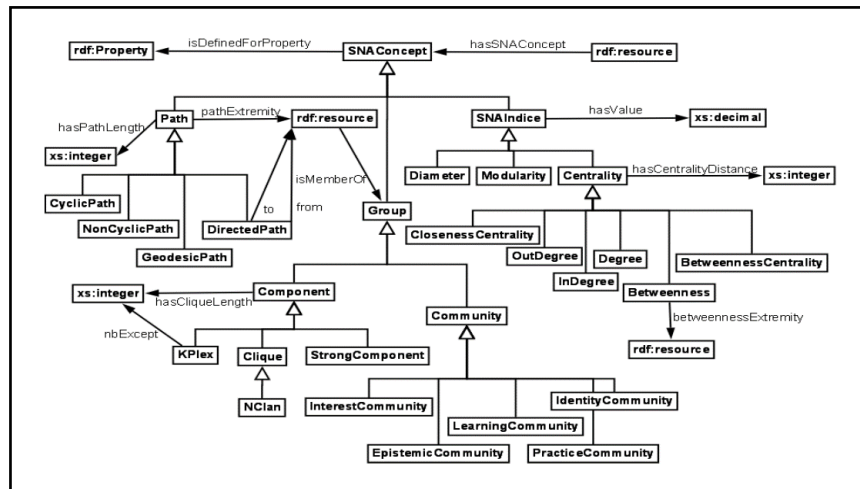 isDefinedForProperty
hasSNAConcept
rdf:Property
SNAConcept
rdf:resource
hasPathLength
Path
pathExtremity
rdf:resource
SNAIndice
hasValue
xs:decimal
xs:integer
isMemberOf
Diameter
Modularity
Centrality
hasCentralityDistance
xs:integer
CyclicPath
NonCyclicPath
GeodesicPath
DirectedPath
to
from
Group
ClosenessCentrality
OutDegree
InDegree
Degree
BetweennessCentrality
Betweenness
betweennessExtremity
rdf:resource
xs:integer
hasCliqueLength
Component
Community
nbExcept
KPlex
Clique
StrongComponent
NClan
InterestCommunity
IdentityCommunity
LearningCommunity
EpistemicCommunity
PracticeCommunity